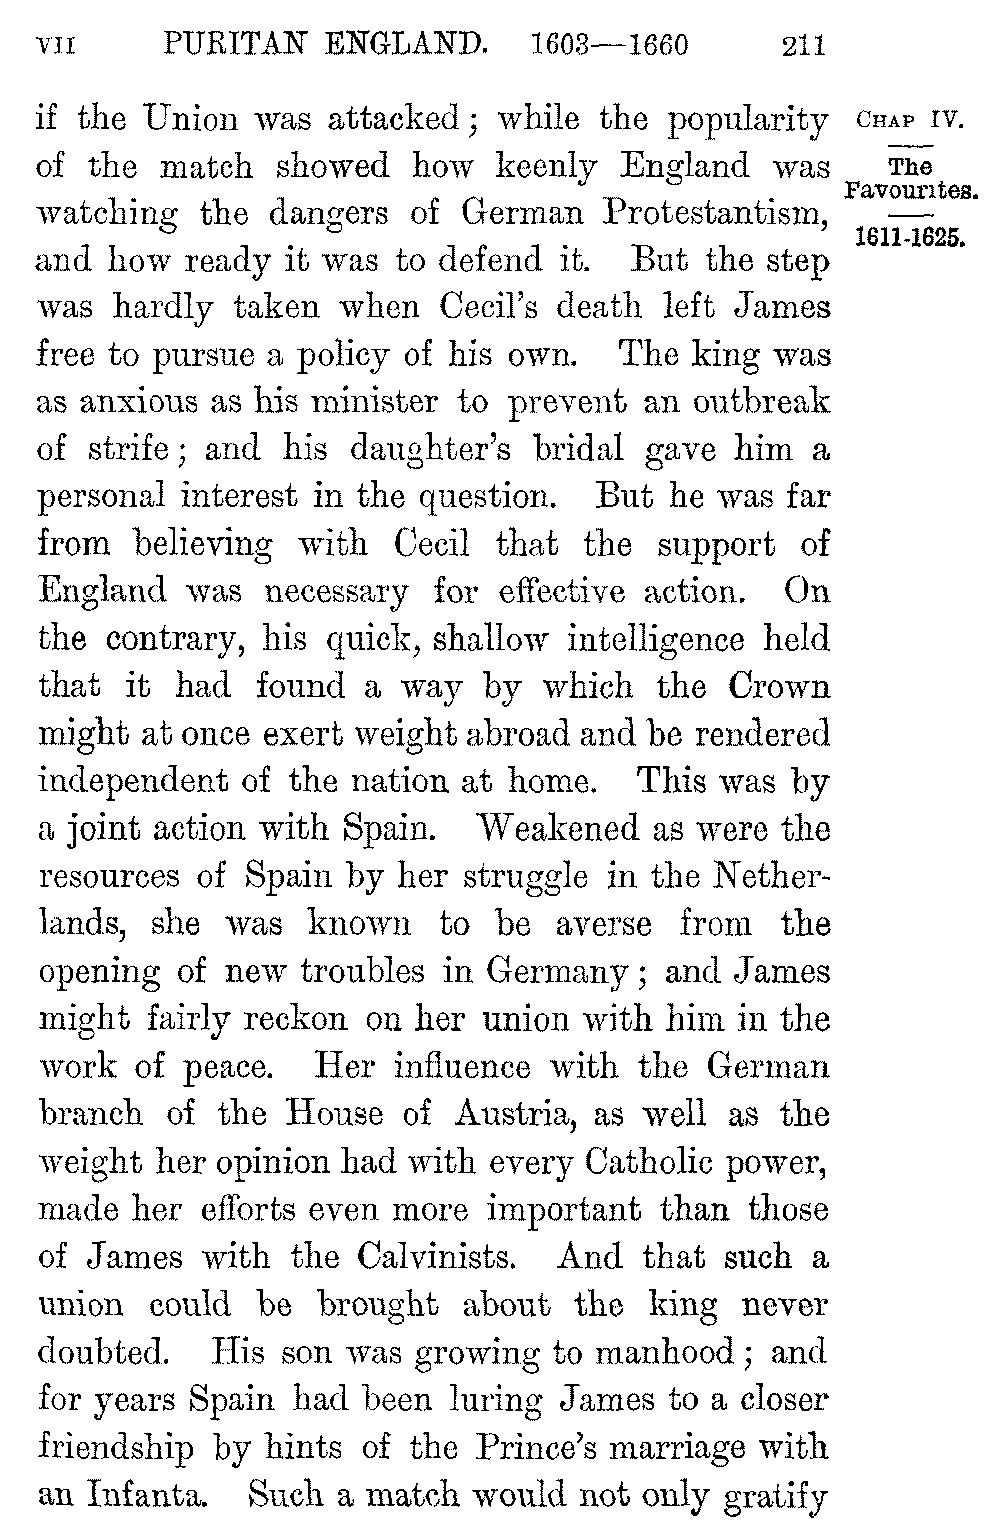 VII PURITAN ENGLAND. 1603—1660 211
if the Union was attacked; while the popularity
of the match showed how keenly England was
watching the dangers of German Protestantism,
and how ready it was to defend it. But the step
was hardly taken when Cecil's death left James
free to pursue a policy of his own. The king was
as anxious as his minister to prevent an outbreak
of strife; and his daughter's bridal gave him a
personal interest in the question. But he was far
from believing with Cecil that the support of
England was necessary for effective action. On
the contrary, his quick, shallow intelligence held
that it had found a way by which the Crown
might at once exert weight abroad and be rendered
independent of the nation at home. This was by
a joint action with Spain. Weakened as were the
resources of Spain by her struggle in the Nether-
lands, she was known to be averse from the
opening of new troubles in Germany; and James
might fairly reckon on her union with him in the
work of peace. Her influence with the German
branch of the House of Austria, as well as the
weight her opinion had with every Catholic power,
made her efforts even more important than those
of James with the Calvinists. And that such a
union could be brought about the king never
doubted. His son was growing to manhood; and
for years Spain had been luring James to a closer
friendship by hints of the Prince's marriage with
an Infanta. Such a match would not only gratify
CHAP IV.
The
Favourites.
1611-1625.